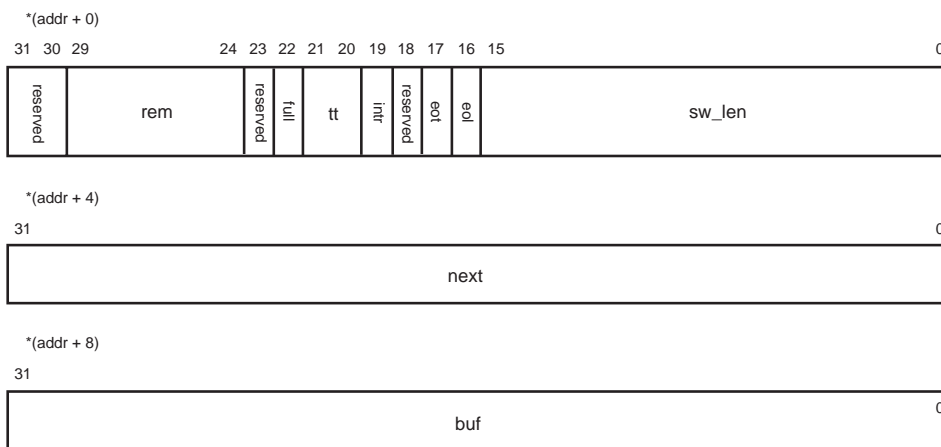 *(addr + 0)
31 30 29 24 23 22 21 20 19 18 17 16 15 0
reserved rem reserved full tt intr reserved eot eol sw_len
*(addr + 4)
31 0
next
*(addr + 8)
31
0
buf